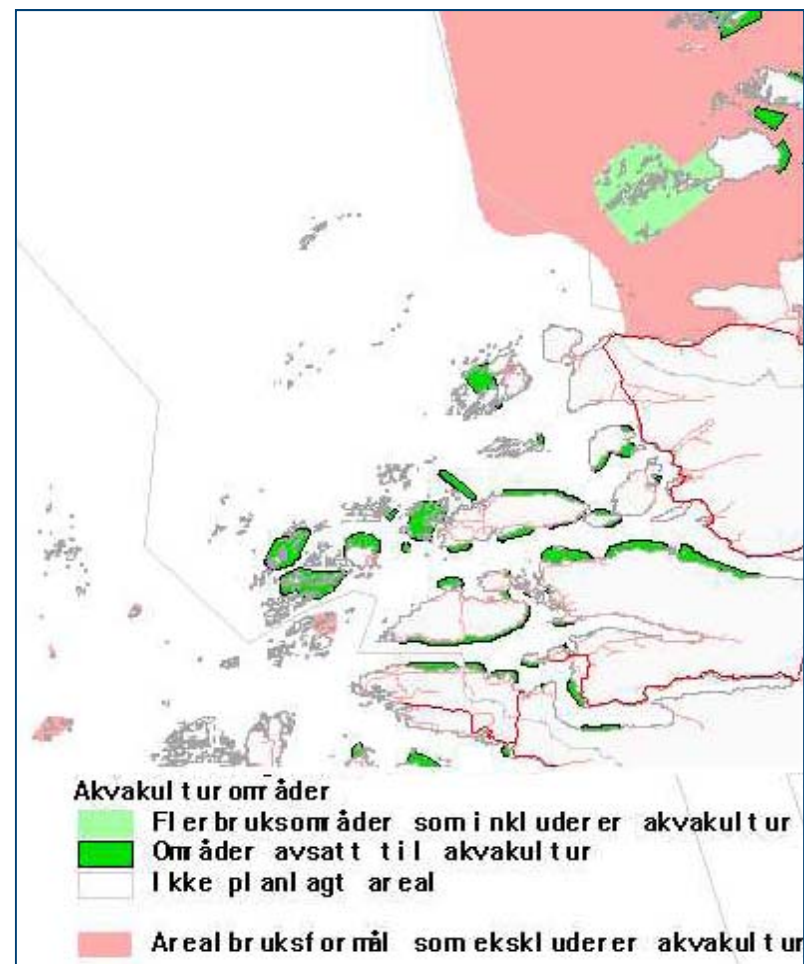 Akvakulturområder
Flerbruksområder som inkluderer akvakultur
Områder avsatt til akvakultur
Ikke planlagt areal
Arealbruksformål som ekskluderer akvakultur